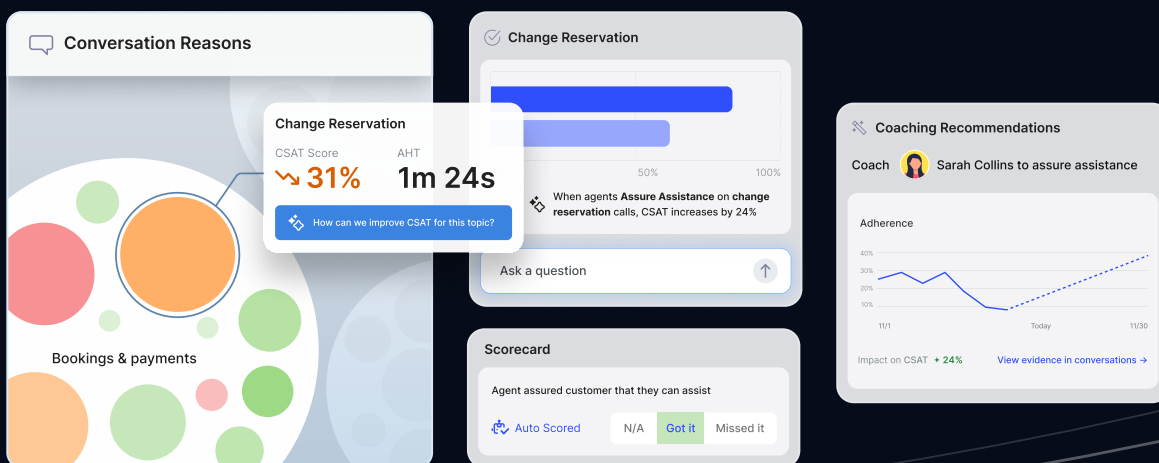 Conversation Reasons
Change Reservation
CSAT Score
AHT
31%
1m 24s
How can we improve CSAT for this topic?
Bookings & payments
Change Reservation
50%
100%
When agents Assure Assistance on change
reservation calls, CSAT increases by 24%
Ask a question
Scorecard
Agent assured customer that they can assist
Auto Scored
N/A
Got it
Missed it
Coaching Recommendations
Coach
Sarah Collins to assure assistance
Adherence
40%
30%
20%
10%
11/1
Today
11/30
Impact on CSAT + 24%
View evidence in conversations →